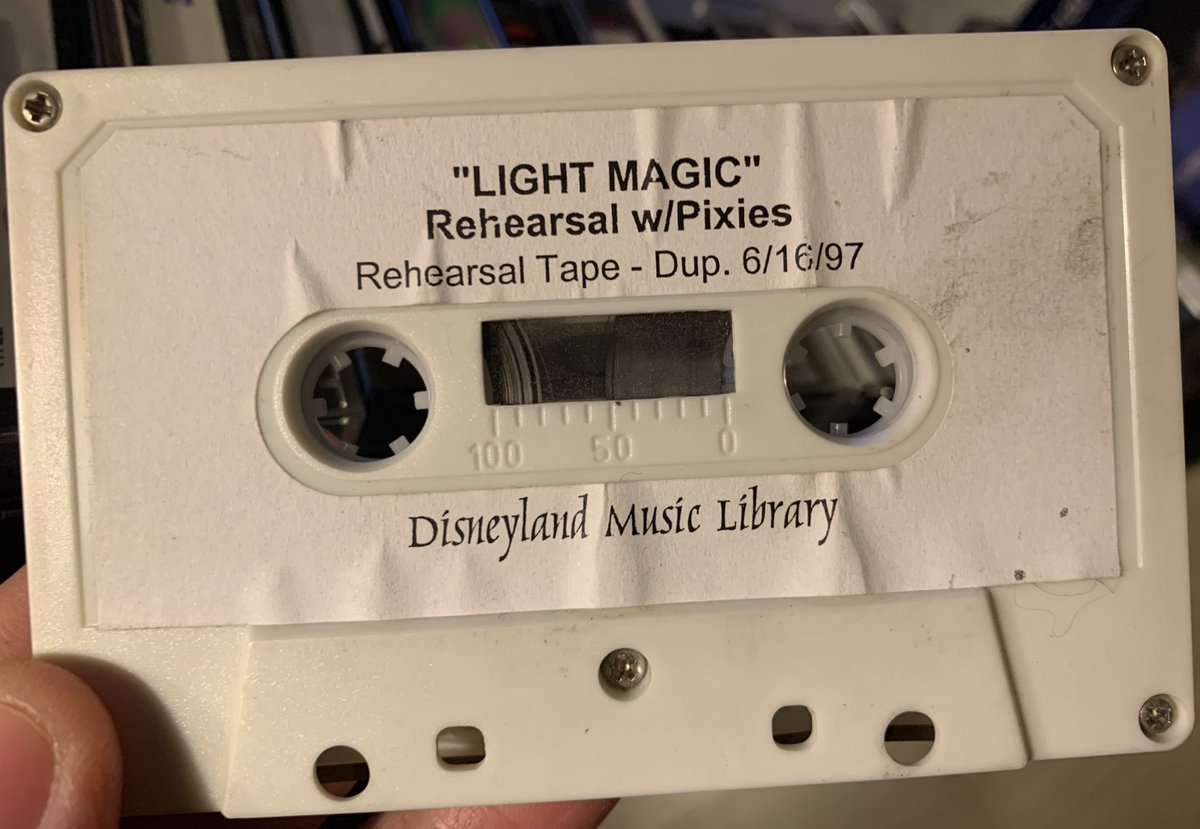 "LIGHT MAGIC"
Rehearsal w/Pixies
Rehearsal Tape - Dup. 6/16/97
100 50 0
Disneyland Music Library